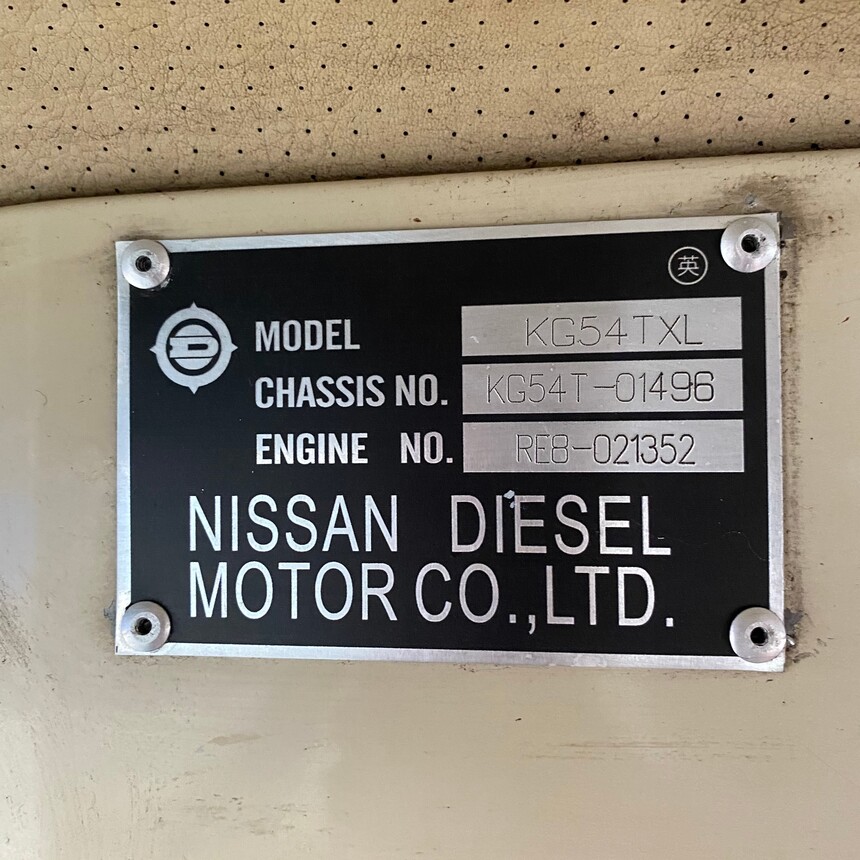 英
MODEL KG54TXL
CHASSIS NO. KG54T-01496
ENGINE NO. RE8-021352
NISSAN DIESEL
MOTOR CO.,LTD.